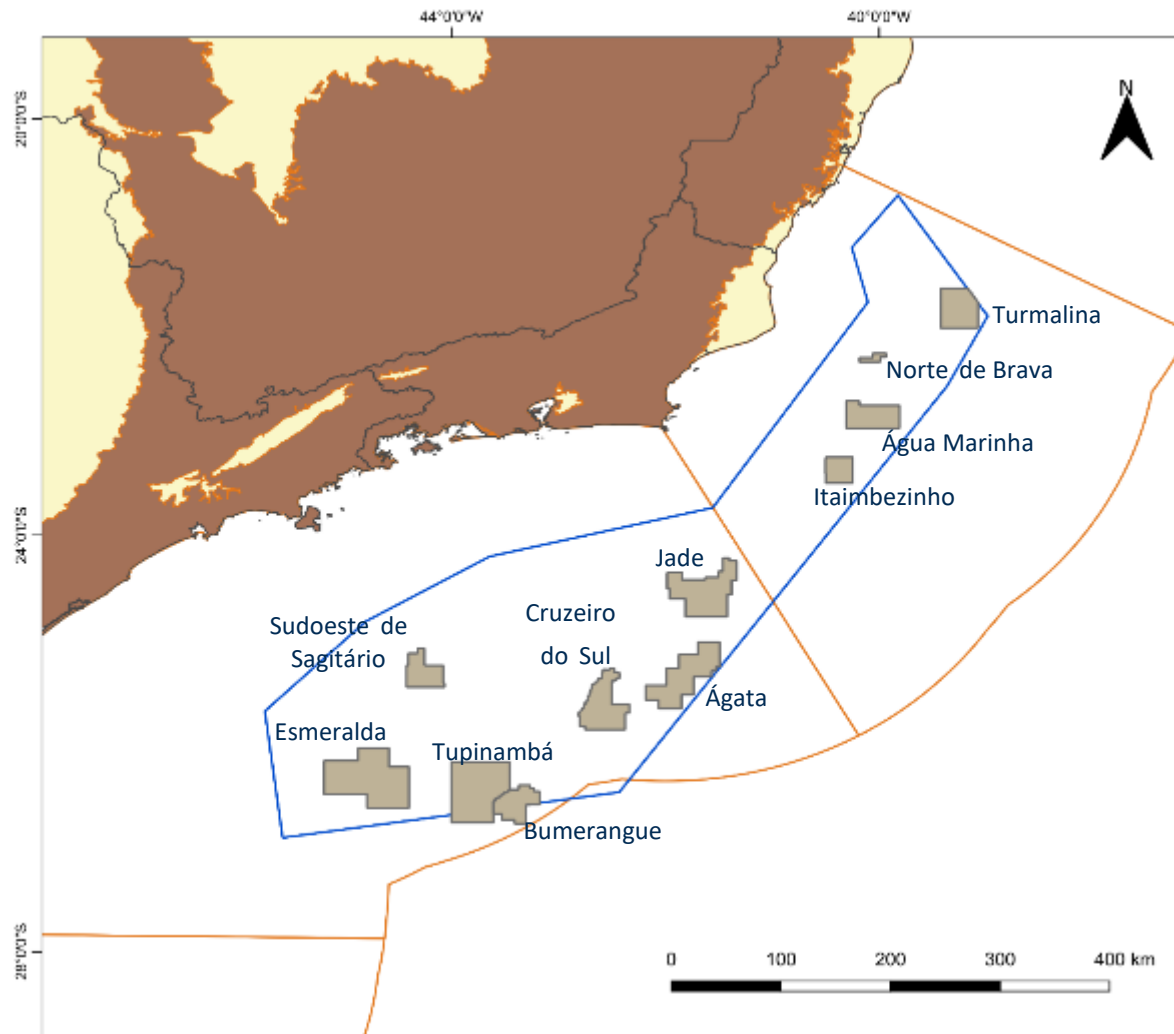 44°0'0"W
40°0'0"W
N
20°0'0"S
Turmalina
Norte de Brava
Água Marinha
Itaimbezinho
24°0'0"S
Jade
Cruzeiro
do Sul
Sudoeste de
Sagitário
Ágata
Esmeralda
Tupinambá
Bumerangue
28°0'0"S
0 100 200 300 400 km